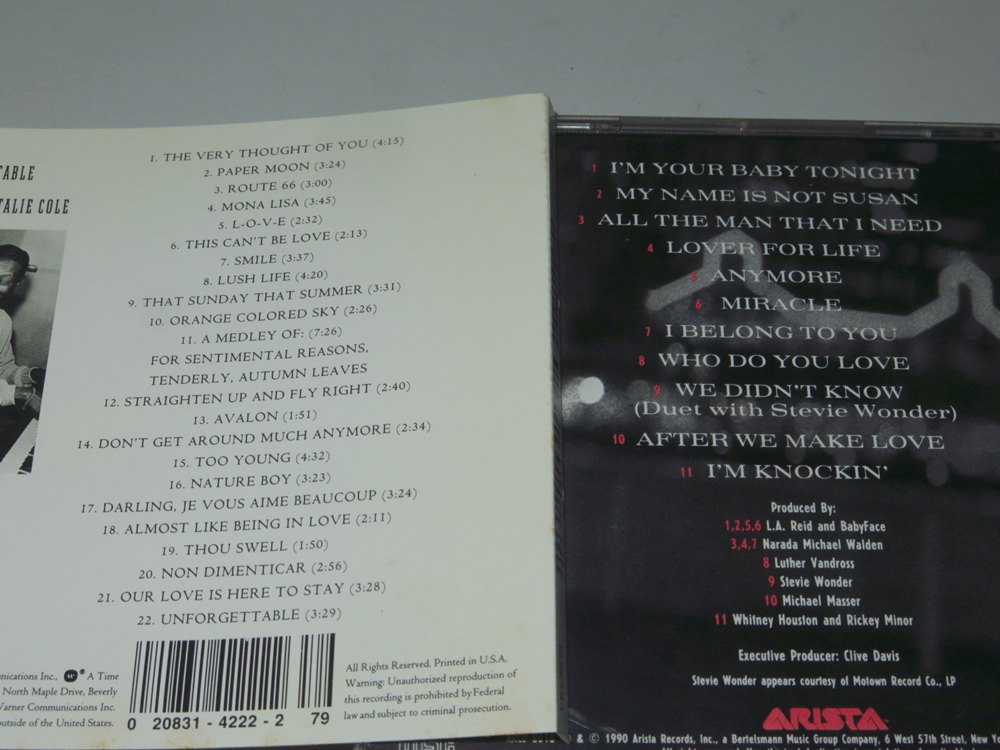 TABLE
TALIE COLE
1. THE VERY THOUGHT OF YOU (4:15)
2. PAPER MOON (3:24)
3. ROUTE 66 (3:00)
4. MONA LISA (3:45)
5. L-O-V-E (2:32)
6. THIS CAN'T BE LOVE (2:13)
7. SMILE (3:37)
8. LUSH LIFE (4:20)
9. THAT SUNDAY THAT SUMMER (3:31)
10. ORANGE COLORED SKY (2:26)
11. A MEDLEY OF: (7:26)
FOR SENTIMENTAL REASONS,
TENDERLY, AUTUMN LEAVES
12. STRAIGHTEN UP AND FLY RIGHT (2:40)
13. AVALON (1:51)
14. DON'T GET AROUND MUCH ANYMORE (2:34)
15. TOO YOUNG (4:32)
16. NATURE BOY (3:23)
17. DARLING, JE VOUS AIME BEAUCOUP (3:24)
18. ALMOST LIKE BEING IN LOVE (2:11)
19. THOU SWELL (1:50)
20. NON DIMENTICAR (2:56)
21. OUR LOVE IS HERE TO STAY (3:28)
22. UNFORGETTABLE (3:29)
unications Inc., ® A Time
North Maple Drive, Beverly
Warner Communications Inc.
outside of the United States.
0 20831-4222-2 79
All Rights Reserved. Printed in U.S.A.
Warning: Unauthorized reproduction of
this recording is prohibited by Federal
law and subject to criminal prosecution.
1 I'M YOUR BABY TONIGHT
2 MY NAME IS NOT SUSAN
3 ALL THE MAN THAT I NEED
4 LOVER FOR LIFE
5 ANYMORE
6 MIRACLE
7 I BELONG TO YOU
8 WHO DO YOU LOVE
9 WE DIDN'T KNOW
(Duet with Stevie Wonder)
10 AFTER WE MAKE LOVE
11 I'M KNOCKIN'
Produced By:
1,2,5,6 L.A. Reid and BabyFace
3,4,7 Narada Michael Walden
8 Luther Vandross
9 Stevie Wonder
10 Michael Masser
11 Whitney Houston and Rickey Minor
Executive Producer: Clive Davis
Stevie Wonder appears courtesy of Motown Record Co., LP
ARISTA
& © 1990 Arista Records, Inc., a Bertelsmann Music Group Company, 6 West 57th Street, New